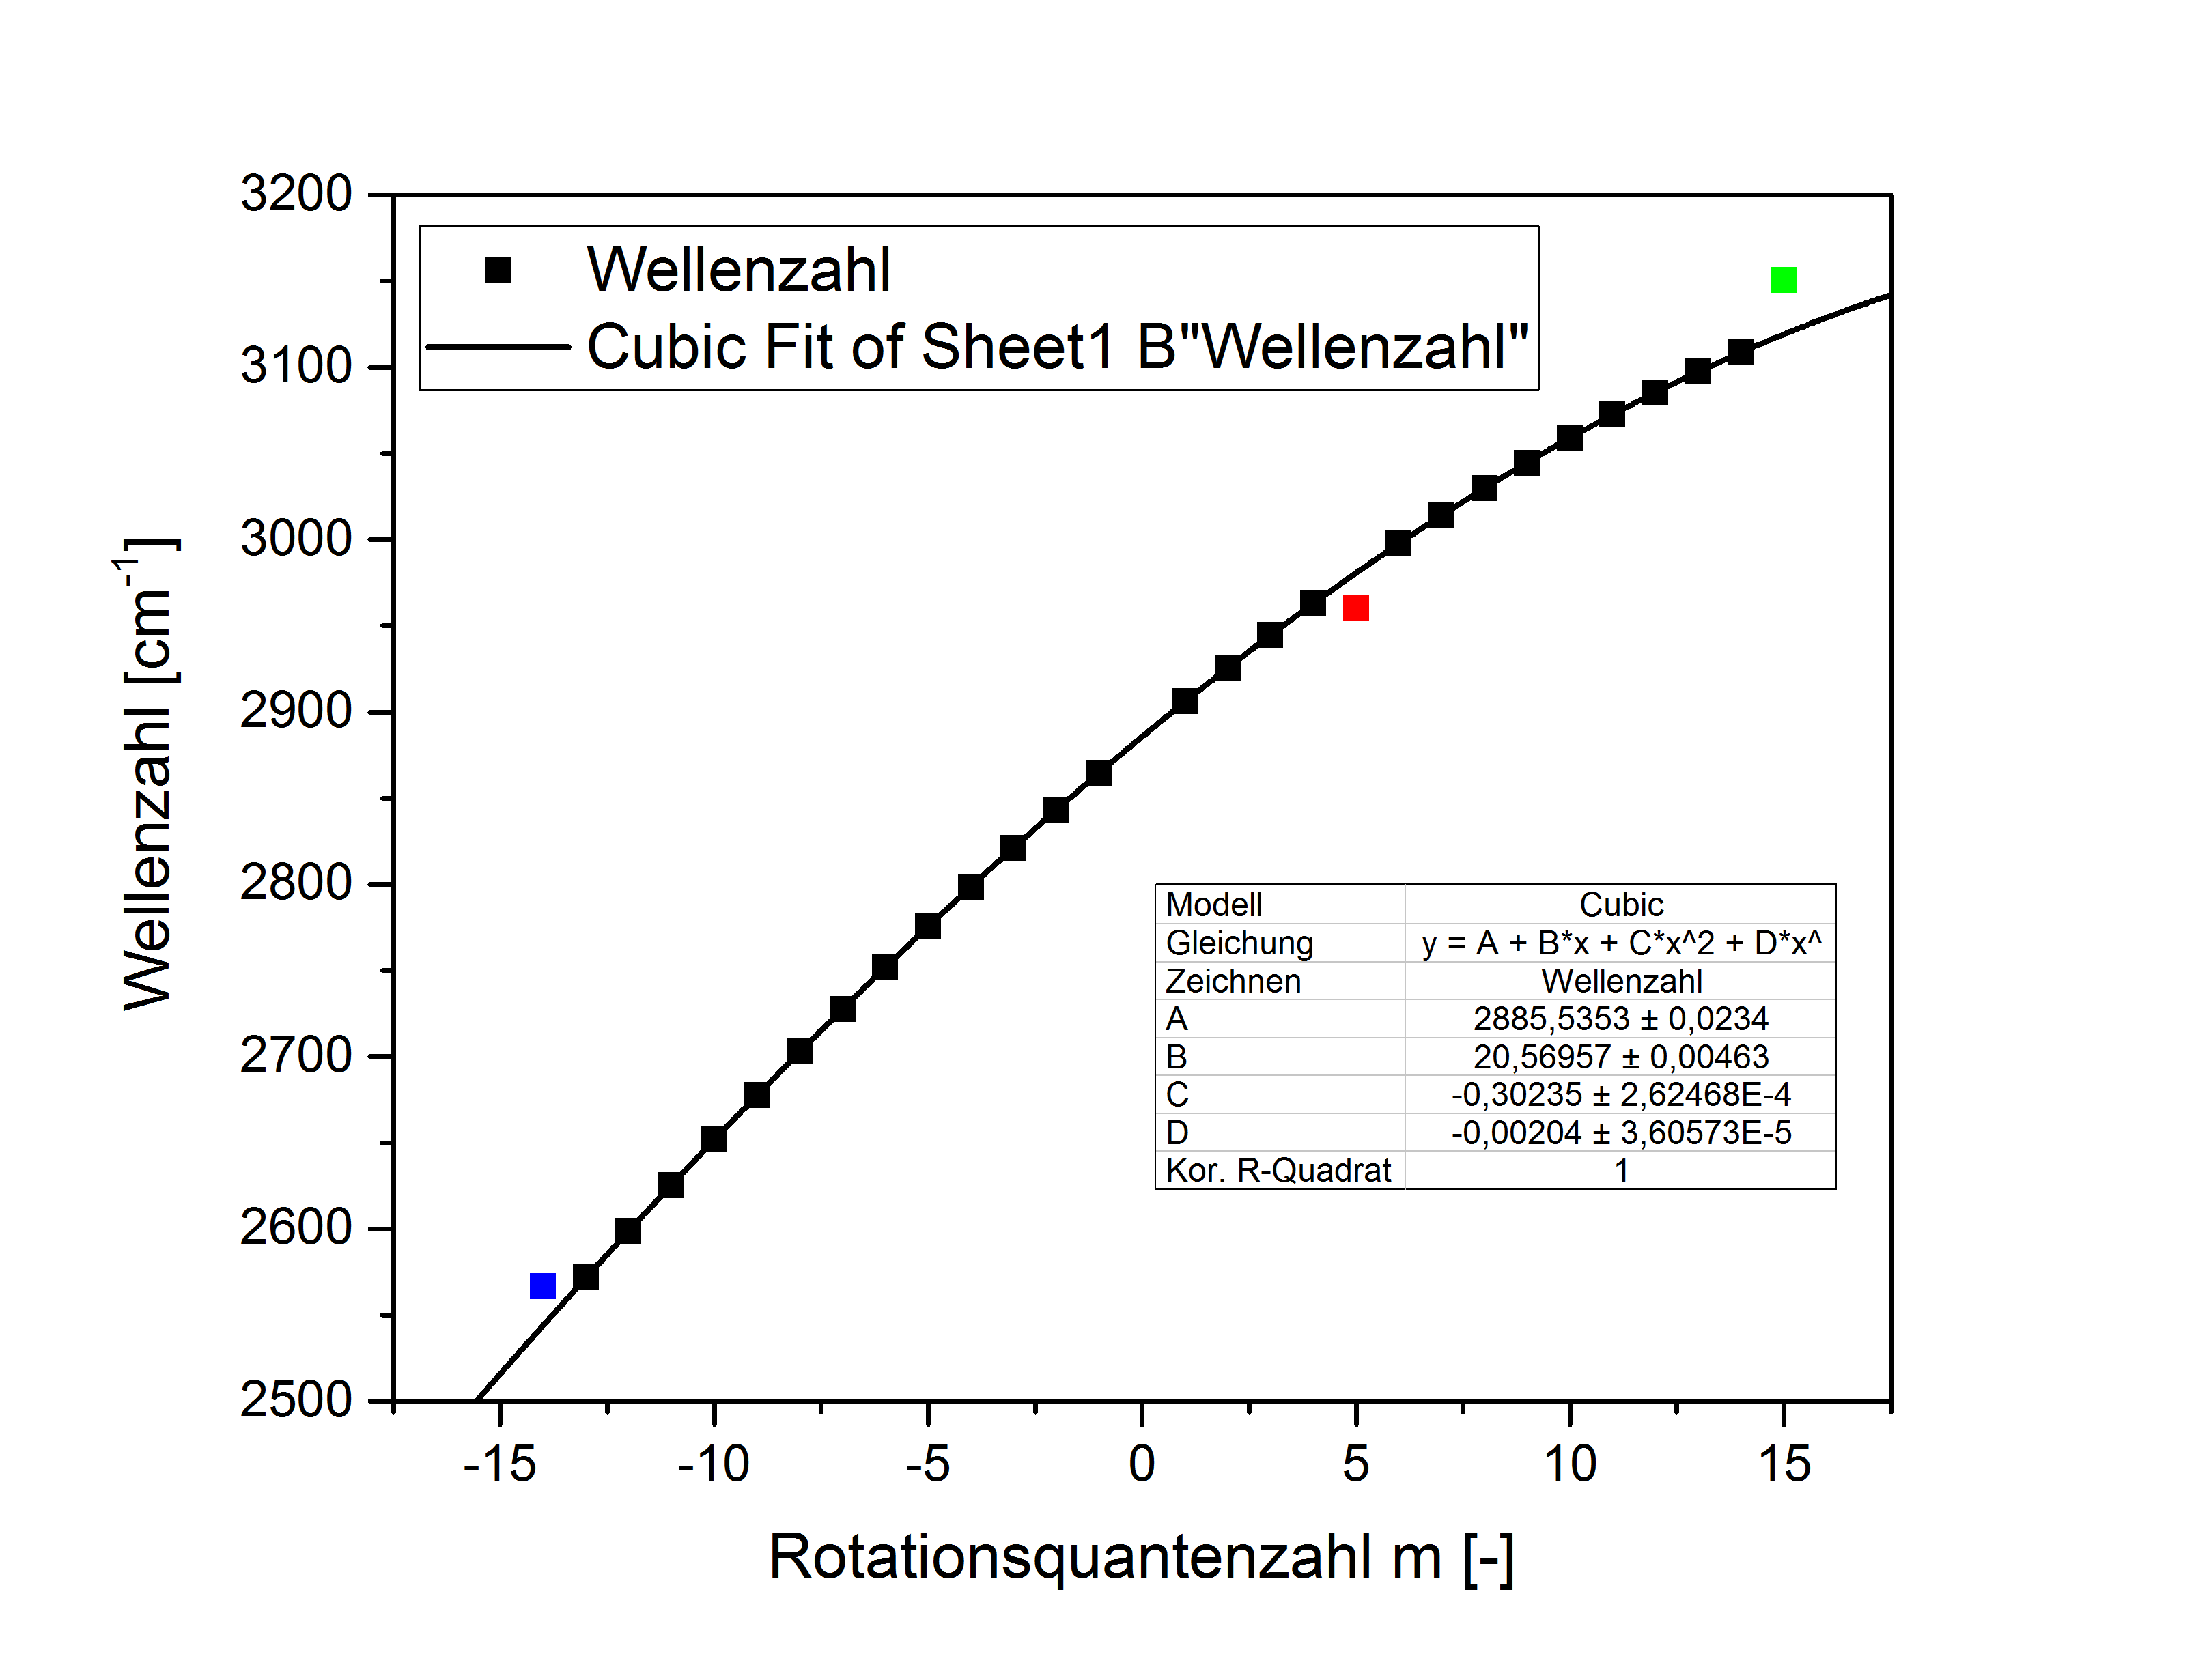 3200
3100
3000
2900
2800
2700
2600
2500
Wellenzahl [cm-1]
Wellenzahl
Cubic Fit of Sheet1 B"Wellenzahl"
Modell Cubic
Gleichung y = A + B*x + C*x^2 + D*x^
Zeichnen Wellenzahl
A 2885,5353 ± 0,0234
B 20,56957 ± 0,00463
C -0,30235 ± 2,62468E-4
D -0,00204 ± 3,60573E-5
Kor. R-Quadrat 1
-15 -10 -5 0 5 10 15
Rotationsquantenzahl m [-]